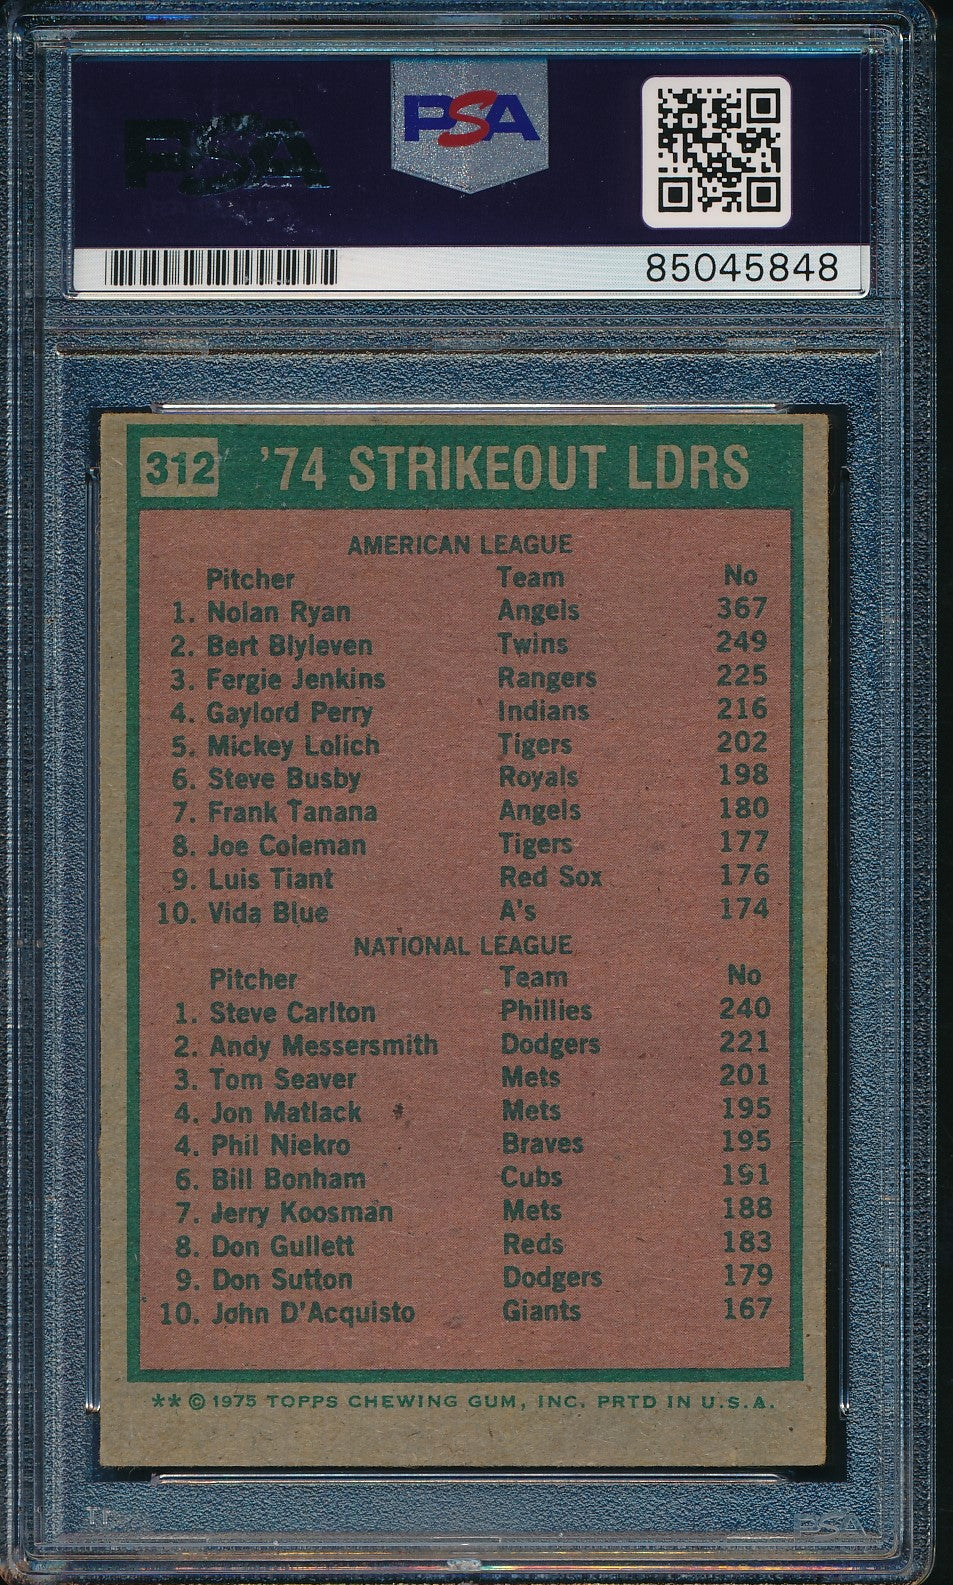 PSA
PSA
85045848
312 '74 STRIKEOUT LDRS
AMERICAN LEAGUE
Pitcher Team No
1. Nolan Ryan Angels 367
2. Bert Blyleven Twins 249
3. Fergie Jenkins Rangers 225
4. Gaylord Perry Indians 216
5. Mickey Lolich Tigers 202
6. Steve Busby Royals 198
7. Frank Tanana Angels 180
8. Joe Coleman Tigers 177
9. Luis Tiant Red Sox 176
10. Vida Blue A's 174
NATIONAL LEAGUE
Pitcher Team No
1. Steve Carlton Phillies 240
2. Andy Messersmith Dodgers 221
3. Tom Seaver Mets 201
4. Jon Matlack Mets 195
4. Phil Niekro Braves 195
6. Bill Bonham Cubs 191
7. Jerry Koosman Mets 188
8. Don Gullett Reds 183
9. Don Sutton Dodgers 179
10. John D'Acquisto Giants 167
** © 1975 TOPPS CHEWING GUM, INC. PRTD IN U.S.A.
PSA